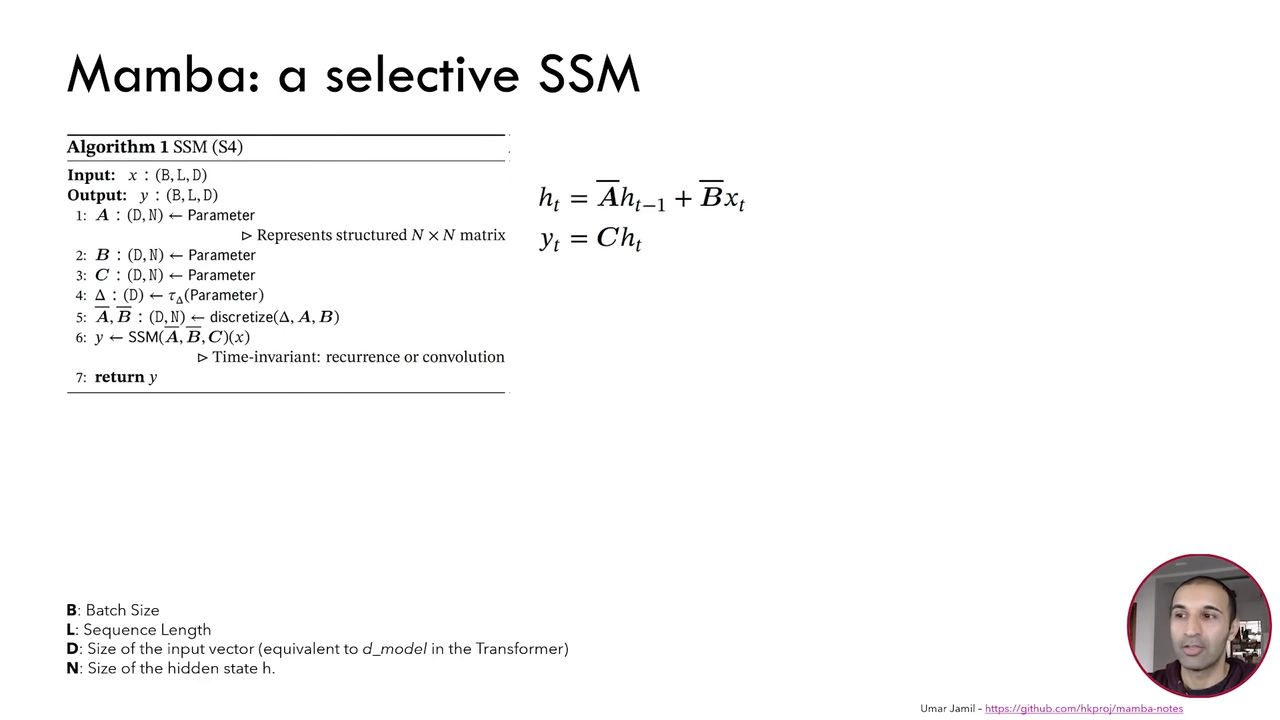 Mamba: a selective SSM
Algorithm 1 SSM (S4)
Input: x : (B, L, D)
Output: y : (B, L, D)
1: A : (D, N) ← Parameter
▷ Represents structured N × N matrix
2: B : (D, N) ← Parameter
3: C : (D, N) ← Parameter
4: Δ : (D) ← τ_Δ(Parameter)
5: A̅, B̅ : (D, N) ← discretize(Δ, A, B)
6: y ← SSM(A̅, B̅, C)(x)
▷ Time-invariant: recurrence or convolution
7: return y
h_t = A̅h_{t−1} + B̅x_t
y_t = Ch_t
B: Batch Size
L: Sequence Length
D: Size of the input vector (equivalent to d_model in the Transformer)
N: Size of the hidden state h.
Umar Jamil – https://github.com/hkproj/mamba-notes